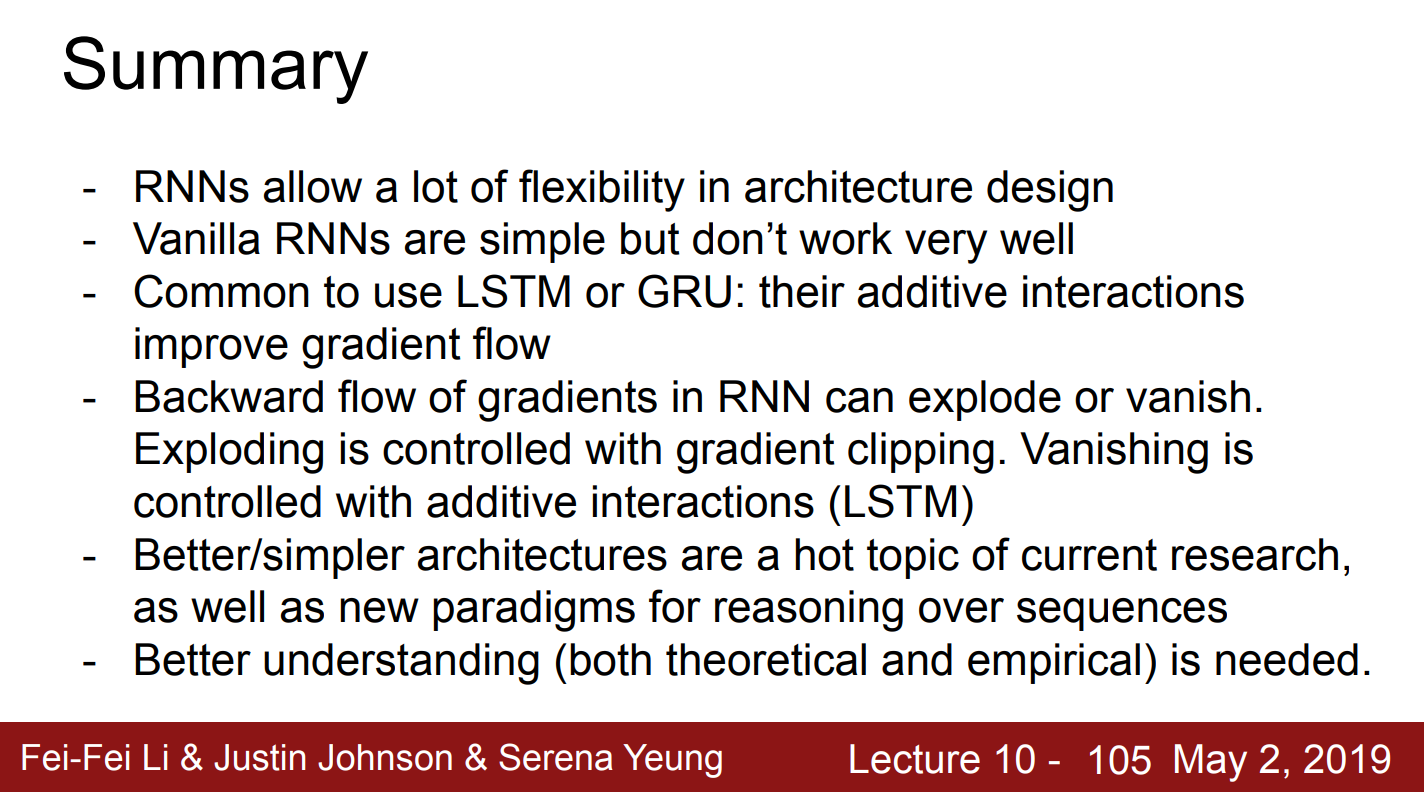 Summary
- RNNs allow a lot of flexibility in architecture design
- Vanilla RNNs are simple but don’t work very well
- Common to use LSTM or GRU: their additive interactions
improve gradient flow
- Backward flow of gradients in RNN can explode or vanish.
Exploding is controlled with gradient clipping. Vanishing is
controlled with additive interactions (LSTM)
- Better/simpler architectures are a hot topic of current research,
as well as new paradigms for reasoning over sequences
- Better understanding (both theoretical and empirical) is needed.
Fei-Fei Li & Justin Johnson & Serena Yeung Lecture 10 - 105 May 2, 2019